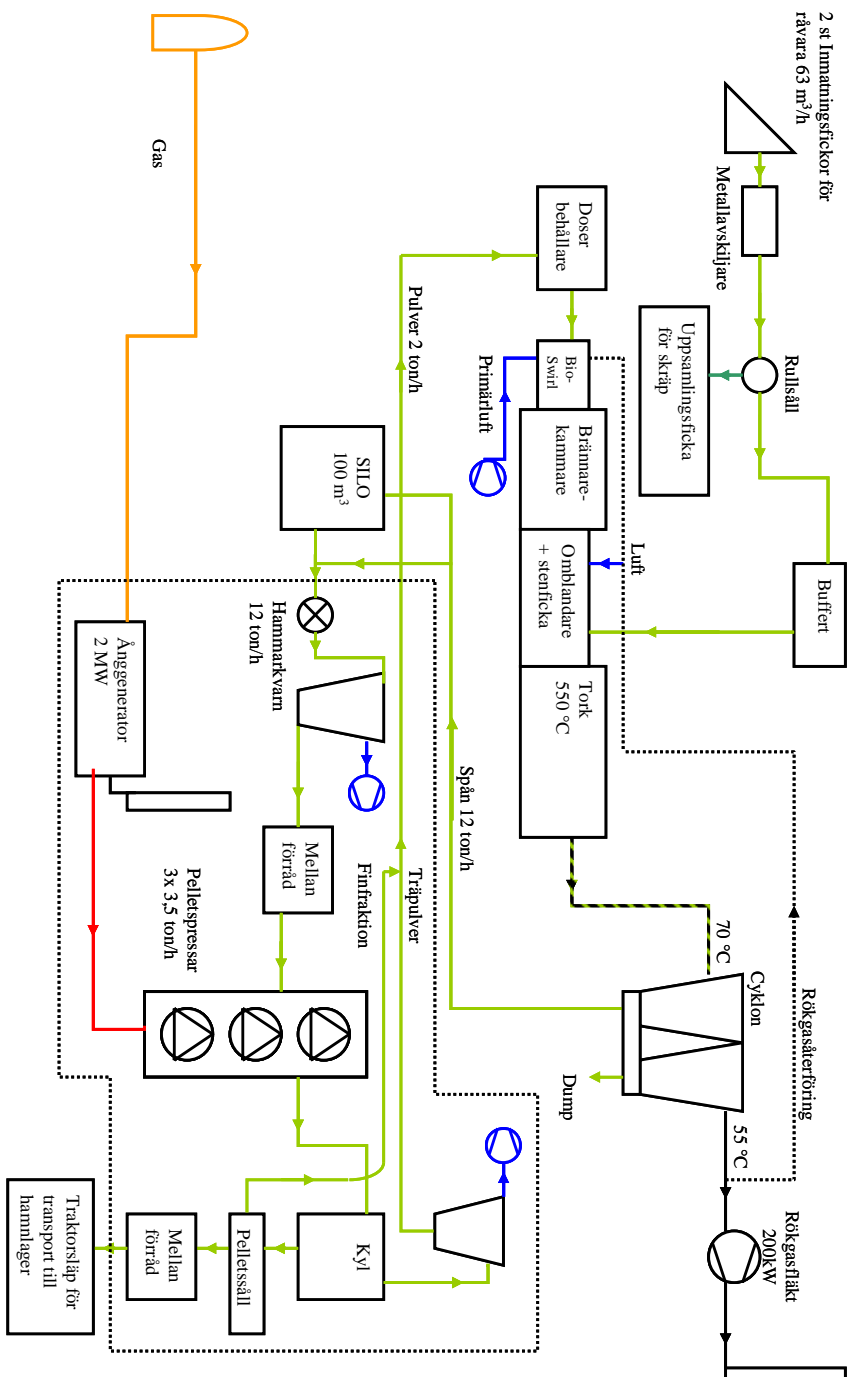 2 st Inmatningsfickor för
råvara 63 m³/h
Metallavskiljare
Rullsåll
Uppsamlingsficka
för skräp
Buffert
Rökgasåterföring
Rökgasfläkt
200kW
55 °C
70 °C
Cyklon
Dump
Doser
behållare
Bio-
Swirl
Brännare-
kammare
Omblandare
+ stenficka
Tork
550 °C
Luft
Primärluft
Pulver 2 ton/h
Spån 12 ton/h
Träpulver
Finfraktion
SILO
100 m³
Hammarkvarn
12 ton/h
Mellan
förråd
Pelletspressar
3x 3,5 ton/h
Kyl
Pelletssåll
Mellan
förråd
Traktorsläp för
transport till
hamnlager
Gas
Ånggenerator
2 MW